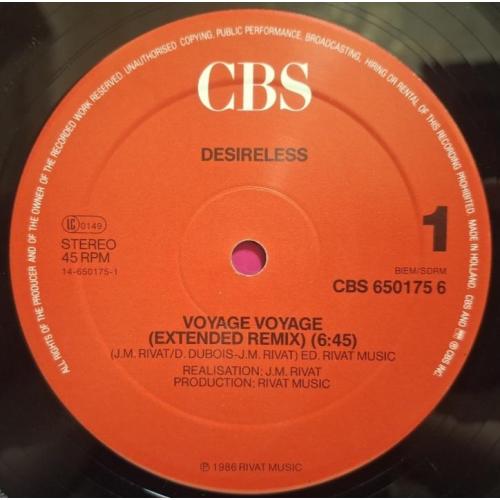 ALL RIGHTS OF THE PRODUCER AND OF THE OWNER OF THE RECORDED WORK RESERVED. UNAUTHORISED COPYING, PUBLIC PERFORMANCE, BROADCASTING, HIRING OR RENTAL OF THIS RECORDING PROHIBITED. MADE IN HOLLAND. CBS AND
℗ CBS INC.
CBS
DESIRELESS
LC 0149
STEREO
45 RPM
14-650175-1
1
BIEM/SDRM
CBS 650175 6
VOYAGE VOYAGE
(EXTENDED REMIX) (6:45)
(J.M. RIVAT/D. DUBOIS-J.M. RIVAT) ED. RIVAT MUSIC
REALISATION: J.M. RIVAT
PRODUCTION: RIVAT MUSIC
℗ 1986 RIVAT MUSIC